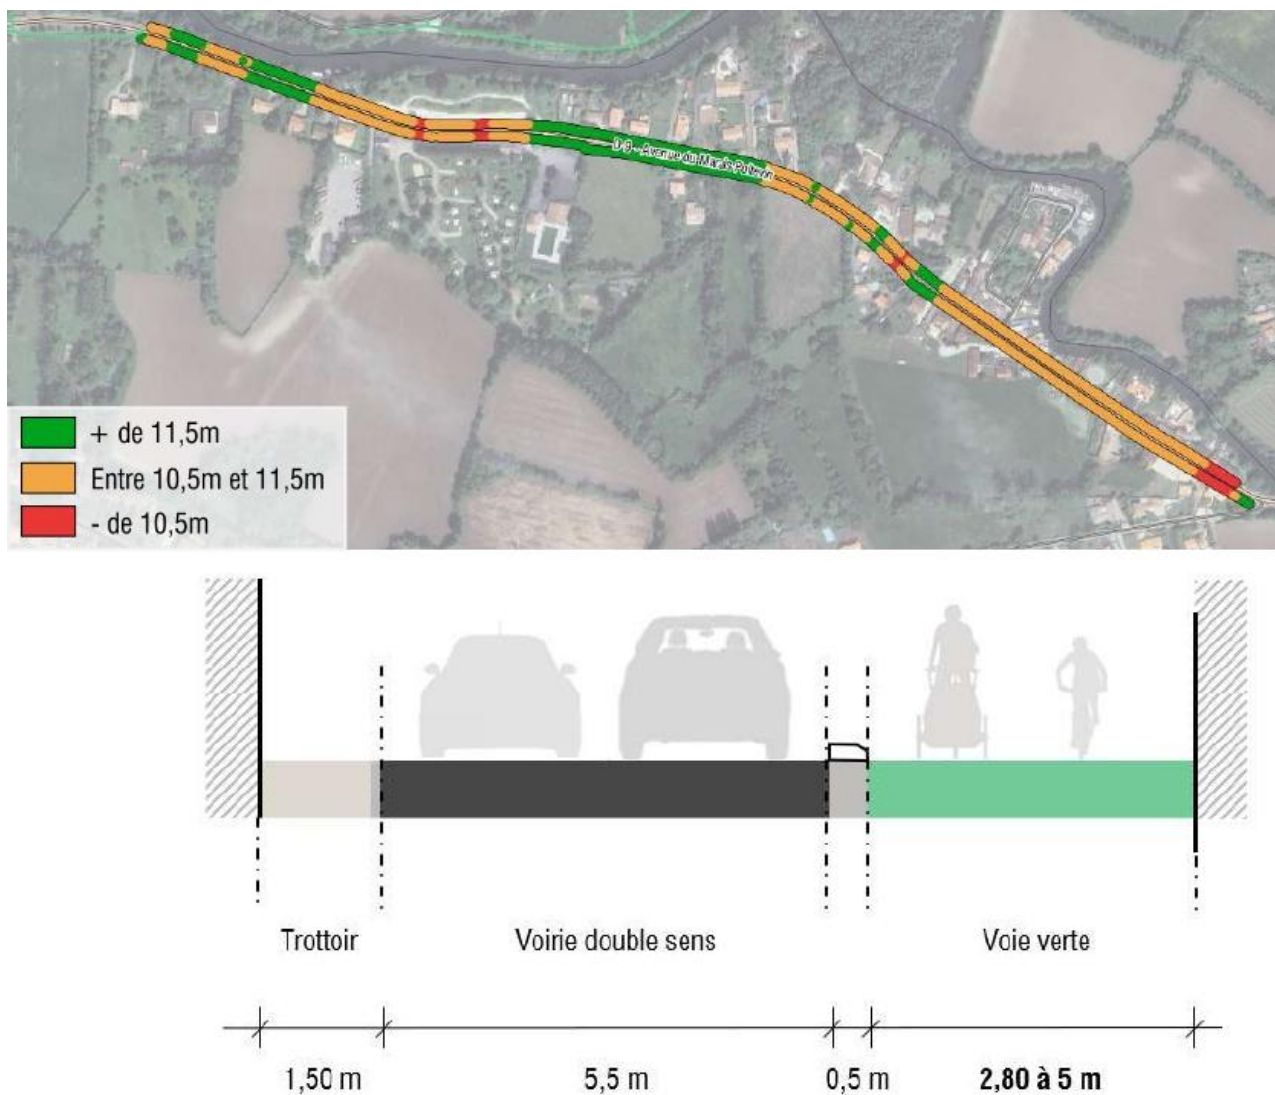 D 9 - Avenue du Marais Poitevin
+ de 11,5m
Entre 10,5m et 11,5m
- de 10,5m
Trottoir
Voirie double sens
Voie verte
1,50 m
5,5 m
0,5 m
2,80 à 5 m